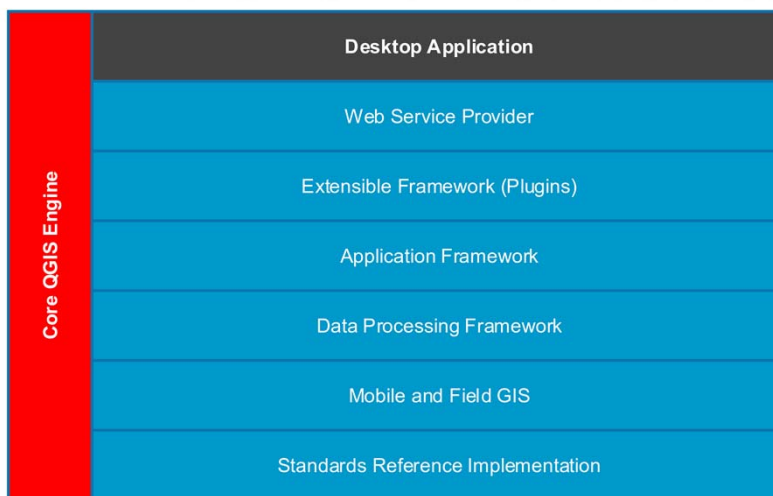 Core QGIS Engine
Desktop Application
Web Service Provider
Extensible Framework (Plugins)
Application Framework
Data Processing Framework
Mobile and Field GIS
Standards Reference Implementation